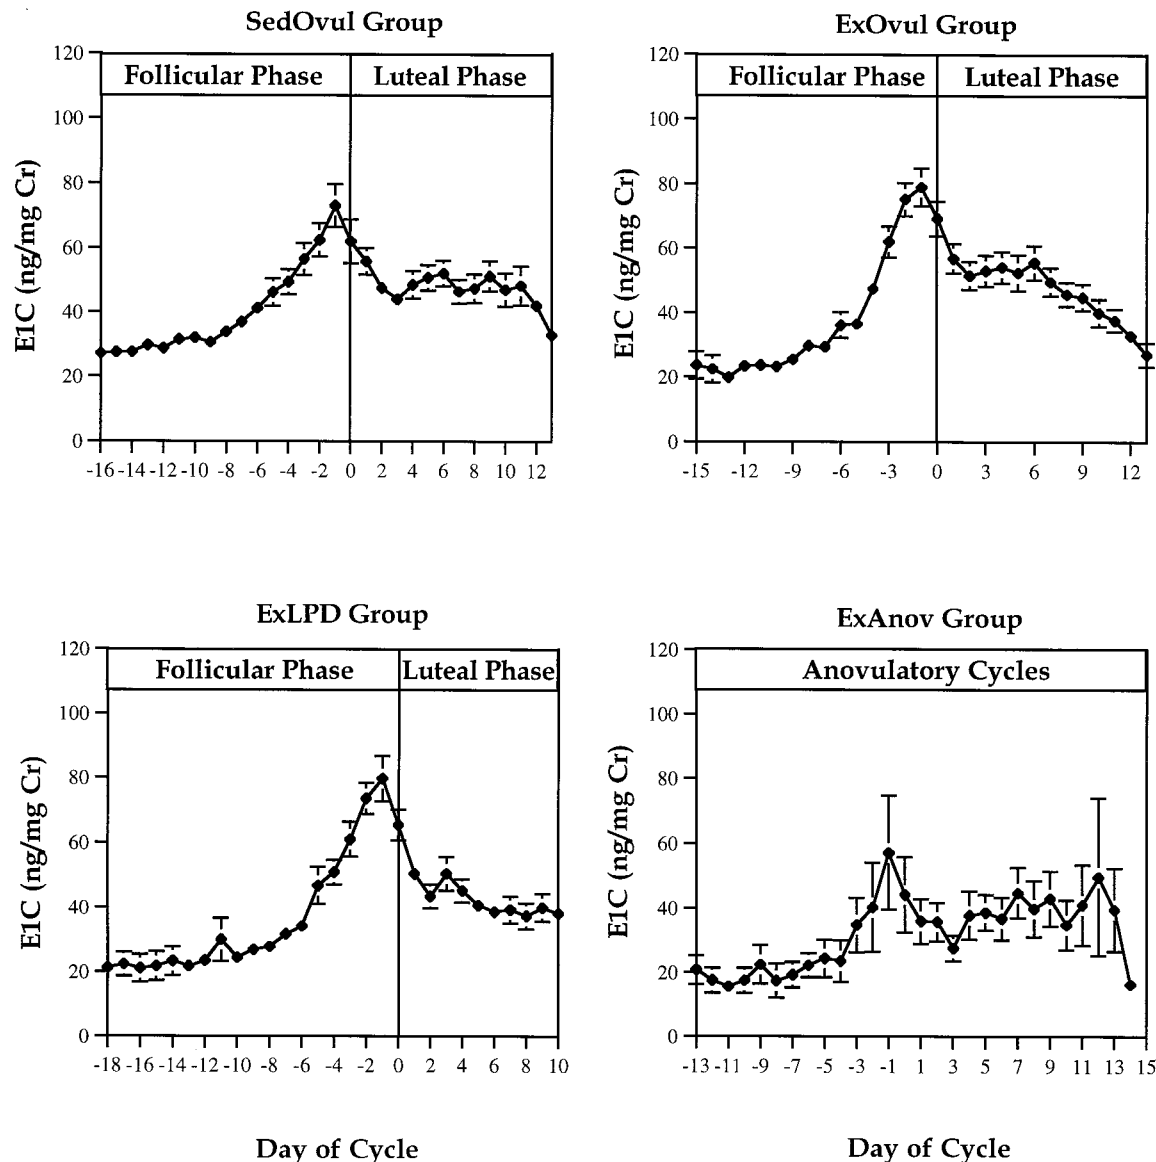 SedOvul Group
120
100
80
60
40
20
0
E1C (ng/mg Cr)
Follicular Phase
Luteal Phase
-16 -14 -12 -10 -8 -6 -4 -2 0 2 4 6 8 10 12
ExOvul Group
120
100
80
60
40
20
0
E1C (ng/mg Cr)
Follicular Phase
Luteal Phase
-15 -12 -9 -6 -3 0 3 6 9 12
ExLPD Group
120
100
80
60
40
20
0
E1C (ng/mg Cr)
Follicular Phase
Luteal Phase
-18 -16 -14 -12 -10 -8 -6 -4 -2 0 2 4 6 8 10
Day of Cycle
ExAnov Group
120
100
80
60
40
20
0
E1C (ng/mg Cr)
Anovulatory Cycles
-13 -11 -9 -7 -5 -3 -1 1 3 5 7 9 11 13 15
Day of Cycle